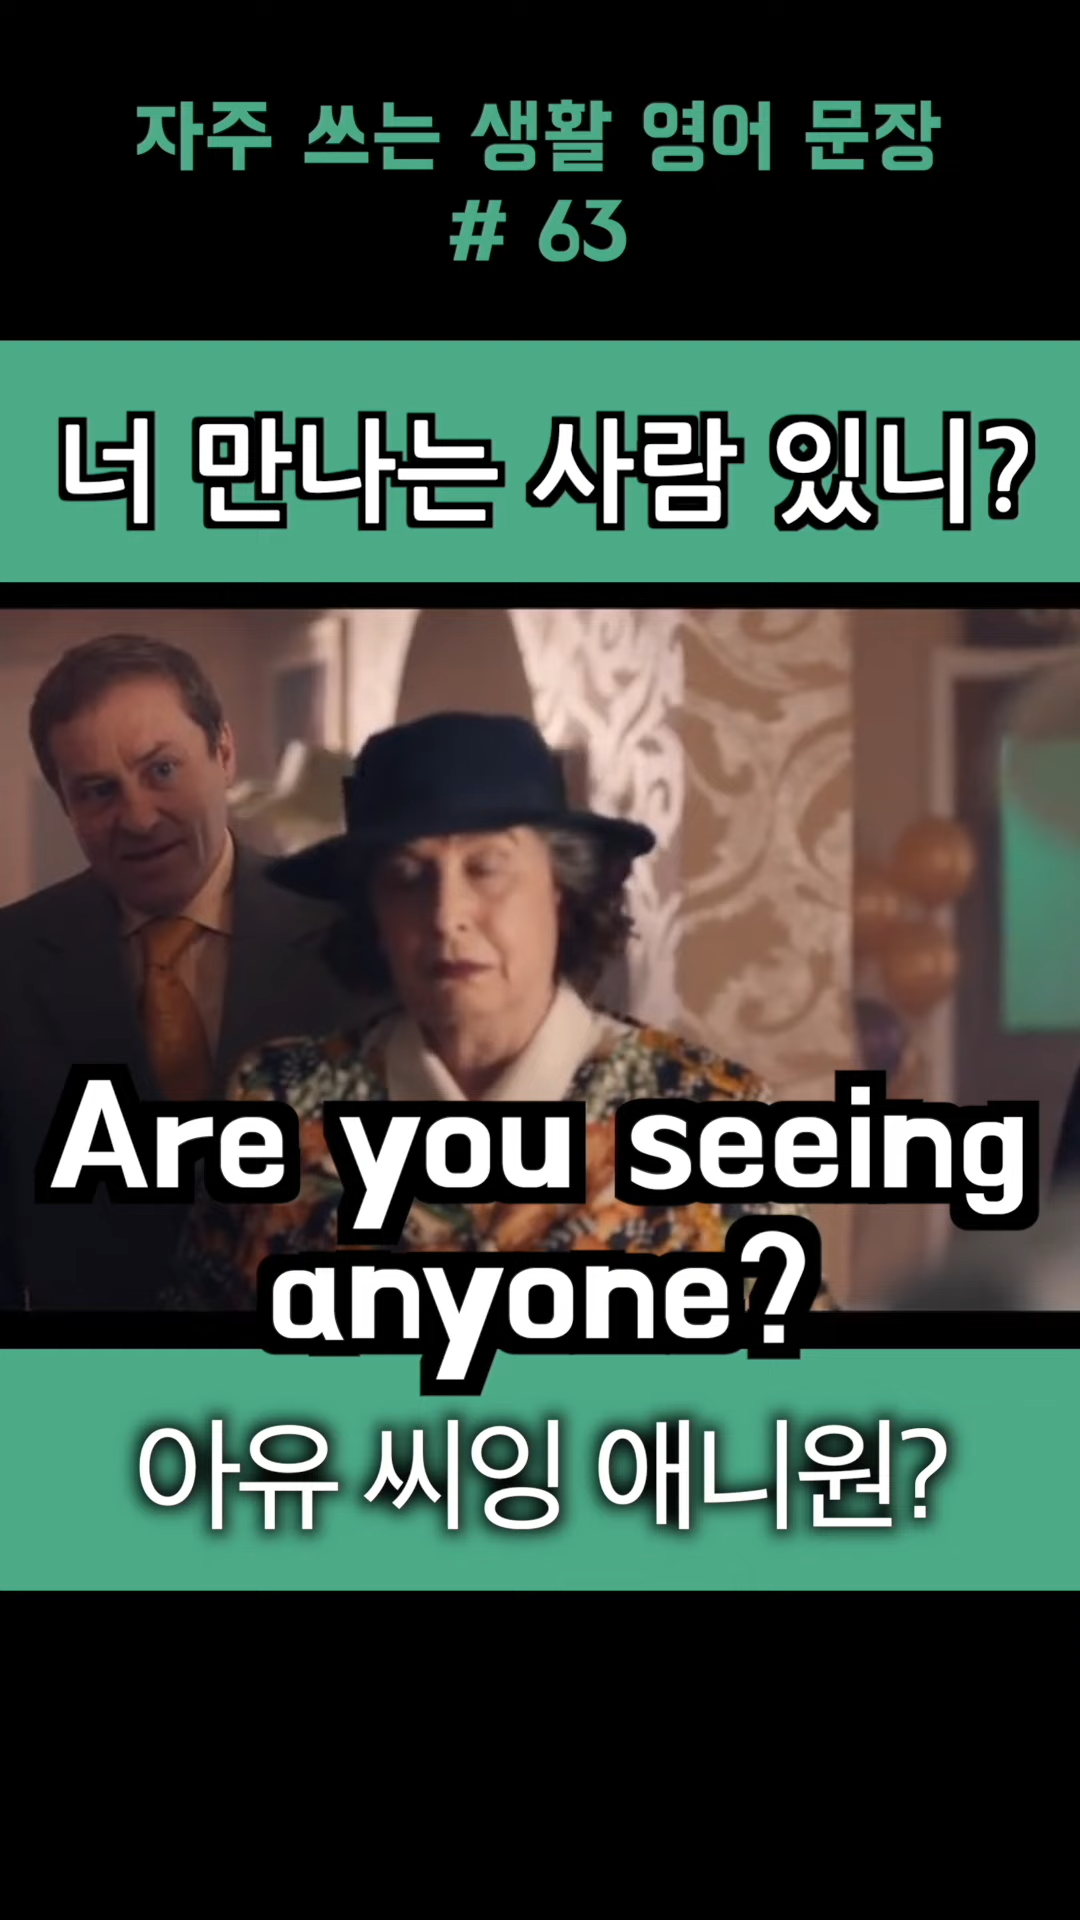 자주 쓰는 생활 영어 문장
# 63
너 만나는 사람 있니?
Are you seeing
anyone?
아유 씨잉 애니원?